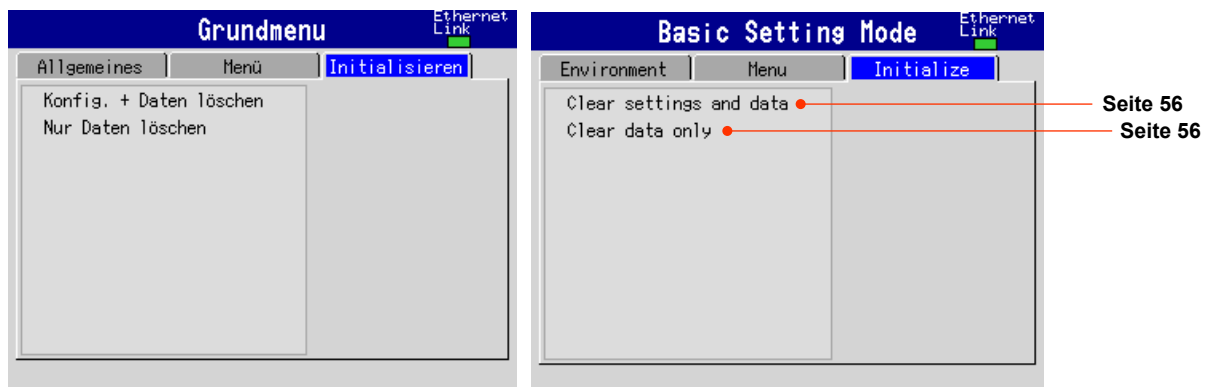 Grundmenu
Ethernet
Link
Allgemeines Menü Initialisieren
Konfig. + Daten löschen
Nur Daten löschen
Basic Setting Mode
Ethernet
Link
Environment Menu Initialize
Clear settings and data
Seite 56
Clear data only
Seite 56